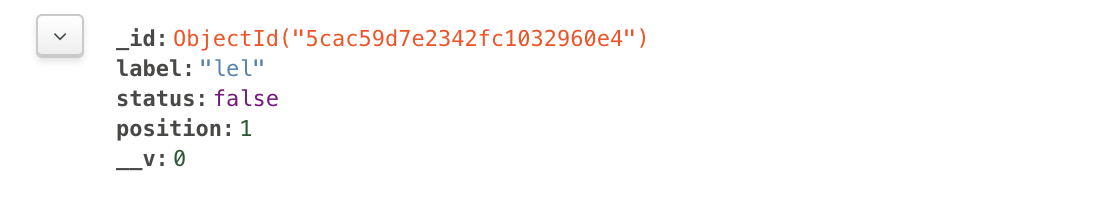 _id: ObjectId("5cac59d7e2342fc1032960e4")
label: "lel"
status: false
position: 1
__v: 0